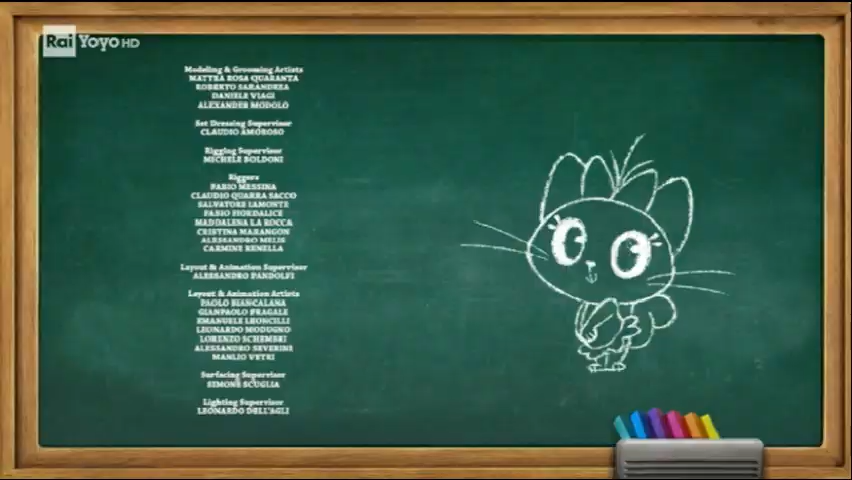 Rai Yoyo HD
Modeling & Grooming Artists
MATTEA ROSA QUARANTA
ROBERTO SARANDREA
DANIELE VIAGI
ALEXANDER MODOLO
Set Dressing Supervisor
CLAUDIO AMOROSO
Rigging Supervisor
MICHELE BOLDONI
Riggers
FABIO MESSINA
CLAUDIO QUARRA SACCO
SALVATORE LAMONTE
FABIO FIORDALICE
MADDALENA LA ROCCA
CRISTINA MARANGON
ALESSANDRO MELIS
CARMINE RENELLA
Layout & Animation Supervisor
ALESSANDRO PANDOLFI
Layout & Animation Artists
PAOLO BIANCALANA
GIANPAOLO FRAGALE
EMANUELE LEONCILLI
LEONARDO MODUGNO
LORENZO SCHEMBRI
ALESSANDRO SEVERINI
MANLIO VETRI
Surfacing Supervisor
SIMONE SCUGLIA
Lighting Supervisor
LEONARDO DELL'AGLI